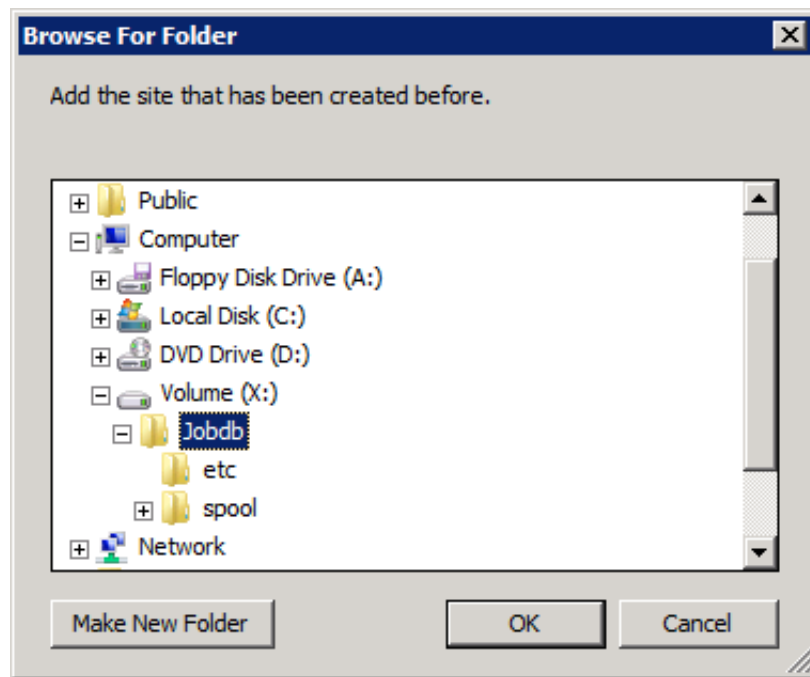 Browse For Folder
Add the site that has been created before.
Public
Computer
Floppy Disk Drive (A:)
Local Disk (C:)
DVD Drive (D:)
Volume (X:)
Jobdb
etc
spool
Network
Make New Folder
OK
Cancel